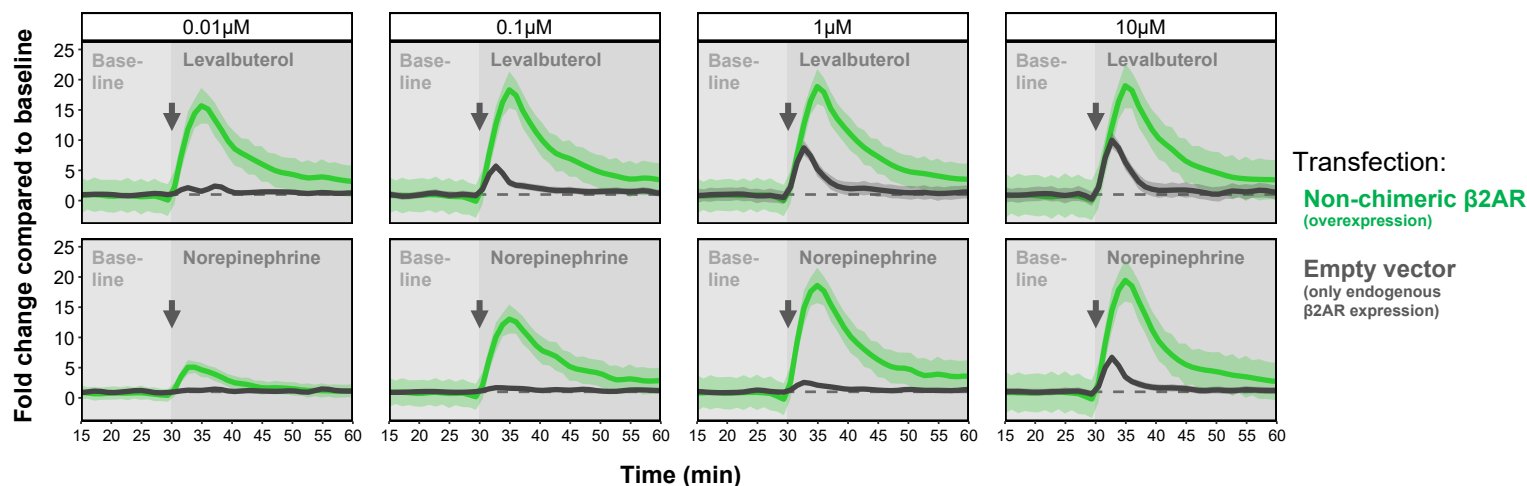 0.01µM
0.1µM
1µM
10µM
Fold change compared to baseline
25
20
15
10
5
0
Base-
line
Levalbuterol
Base-
line
Levalbuterol
Base-
line
Levalbuterol
Base-
line
Levalbuterol
25
20
15
10
5
0
Base-
line
Norepinephrine
Base-
line
Norepinephrine
Base-
line
Norepinephrine
Base-
line
Norepinephrine
15 20 25 30 35 40 45 50 55 60
15 20 25 30 35 40 45 50 55 60
15 20 25 30 35 40 45 50 55 60
15 20 25 30 35 40 45 50 55 60
Time (min)
Transfection:
Non-chimeric β2AR
(overexpression)
Empty vector
(only endogenous
β2AR expression)